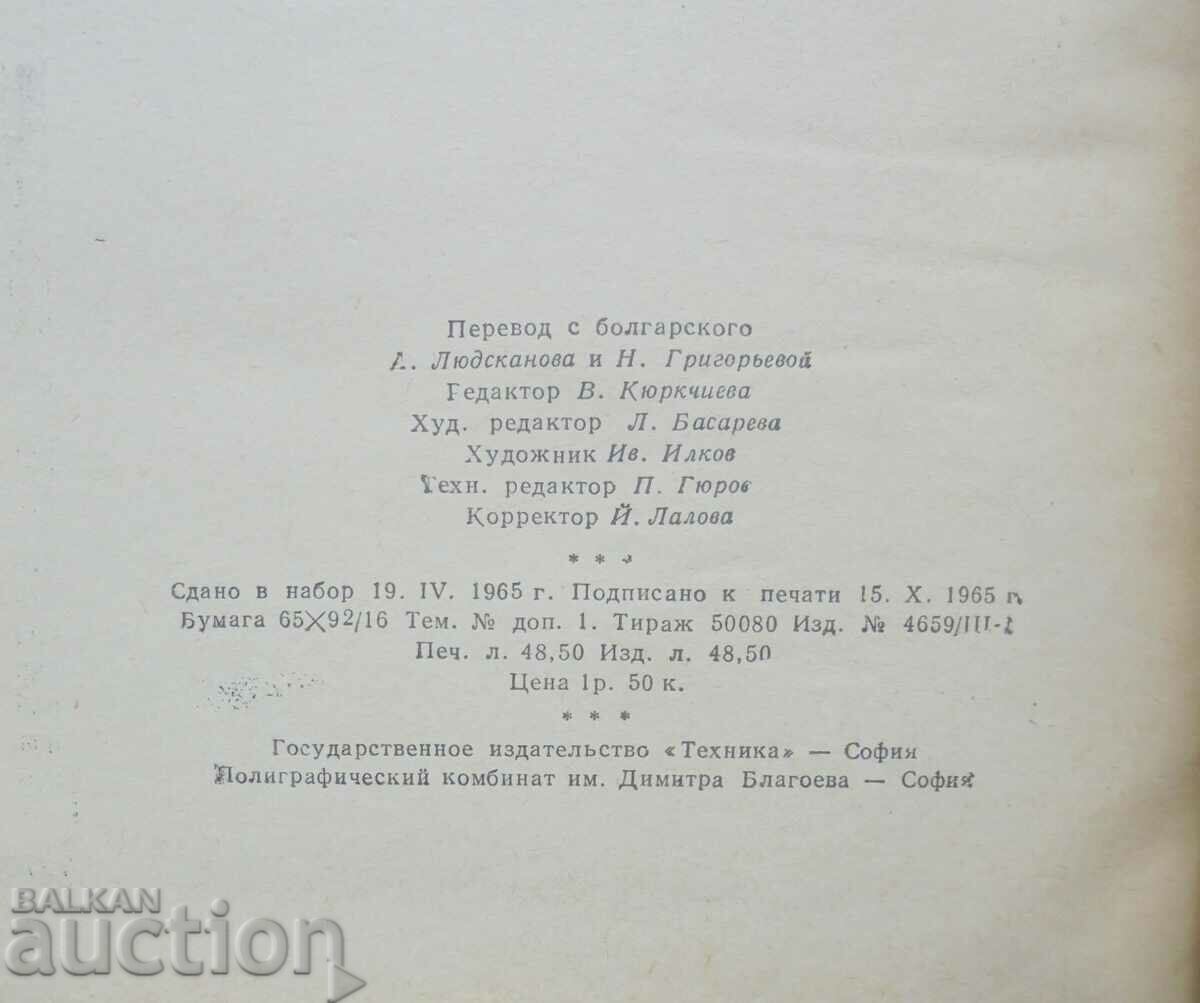 Перевод с болгарского
А. Людсканова и Н. Григорьевой
Редактор В. Кюркчиева
Худ. редактор Л. Басарева
Художник Ив. Илков
Техн. редактор П. Гюров
Корректор Й. Лалова
* * *
Сдано в набор 19. IV. 1965 г. Подписано к печати 15. X. 1965 г.
Бумага 65×92/16 Тем. № доп. 1. Тираж 50080 Изд. № 4659/III-
Печ. л. 48,50 Изд. л. 48,50
Цена 1р. 50 к.
* * *
Государственное издательство «Техника» — София
Полиграфический комбинат им. Димитра Благоева — София
BALKAN
auction